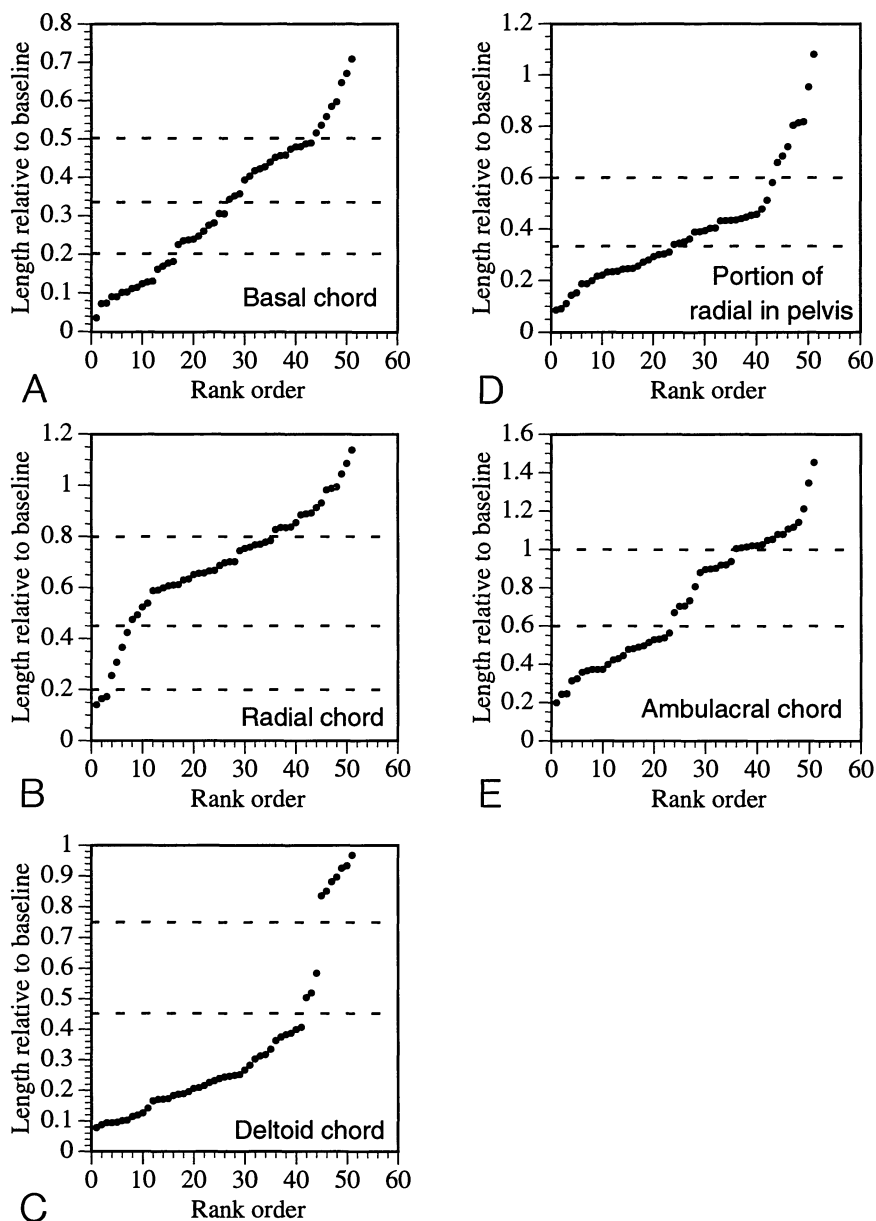 0.8
0.7
0.6
0.5
0.4
0.3
0.2
0.1
0
Length relative to baseline
Basal chord
0 10 20 30 40 50 60
Rank order
A
1.2
1
0.8
0.6
0.4
0.2
0
Length relative to baseline
Radial chord
0 10 20 30 40 50 60
Rank order
B
1
0.9
0.8
0.7
0.6
0.5
0.4
0.3
0.2
0.1
0
Length relative to baseline
Deltoid chord
0 10 20 30 40 50 60
Rank order
C
1.2
1
0.8
0.6
0.4
0.2
0
Length relative to baseline
Portion of
radial in pelvis
0 10 20 30 40 50 60
Rank order
D
1.6
1.4
1.2
1
0.8
0.6
0.4
0.2
0
Length relative to baseline
Ambulacral chord
0 10 20 30 40 50 60
Rank order
E